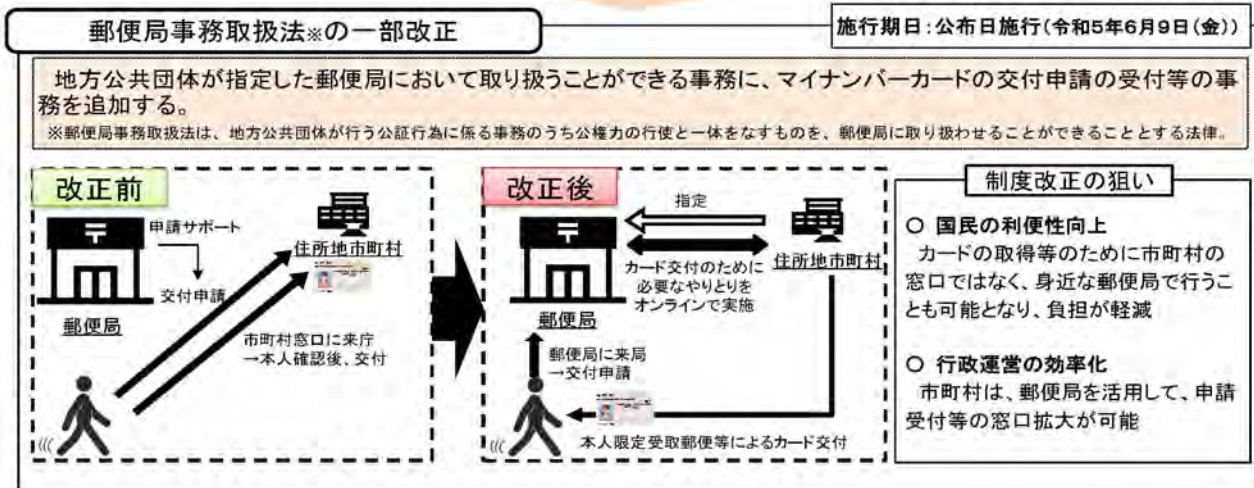 郵便局事務取扱法※の一部改正
施行期日：公布日施行（令和5年6月9日（金））
地方公共団体が指定した郵便局において取り扱うことができる事務に、マイナンバーカードの交付申請の受付等の事
務を追加する。
※郵便局事務取扱法は、地方公共団体が行う公証行為に係る事務のうち公権力の行使と一体をなすものを、郵便局に取り扱わせることができることとする法律。
改正前
申請サポート
交付申請
郵便局
住所地市町村
市町村窓口に来庁
→本人確認後、交付
改正後
指定
住所地市町村
カード交付のために
必要なやりとりを
オンラインで実施
郵便局
郵便局に来局
→交付申請
本人限定受取郵便等によるカード交付
制度改正の狙い
○ 国民の利便性向上
カードの取得等のために市町村の
窓口ではなく、身近な郵便局で行うこ
とも可能となり、負担が軽減
○ 行政運営の効率化
市町村は、郵便局を活用して、申請
受付等の窓口拡大が可能